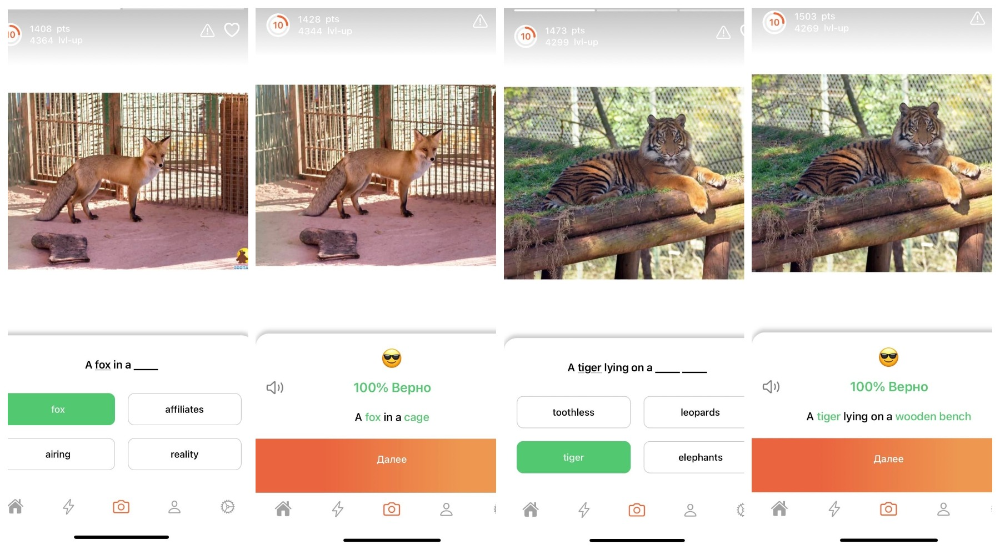 10
1408 pts
4364 lvl-up
A fox in a ____
fox
affiliates
airing
reality
10
1428 pts
4344 lvl-up
100% Верно
A fox in a cage
Далее
10
1473 pts
4299 lvl-up
A tiger lying on a ____ ____
toothless
leopards
tiger
elephants
10
1503 pts
4269 lvl-up
100% Верно
A tiger lying on a wooden bench
Далее